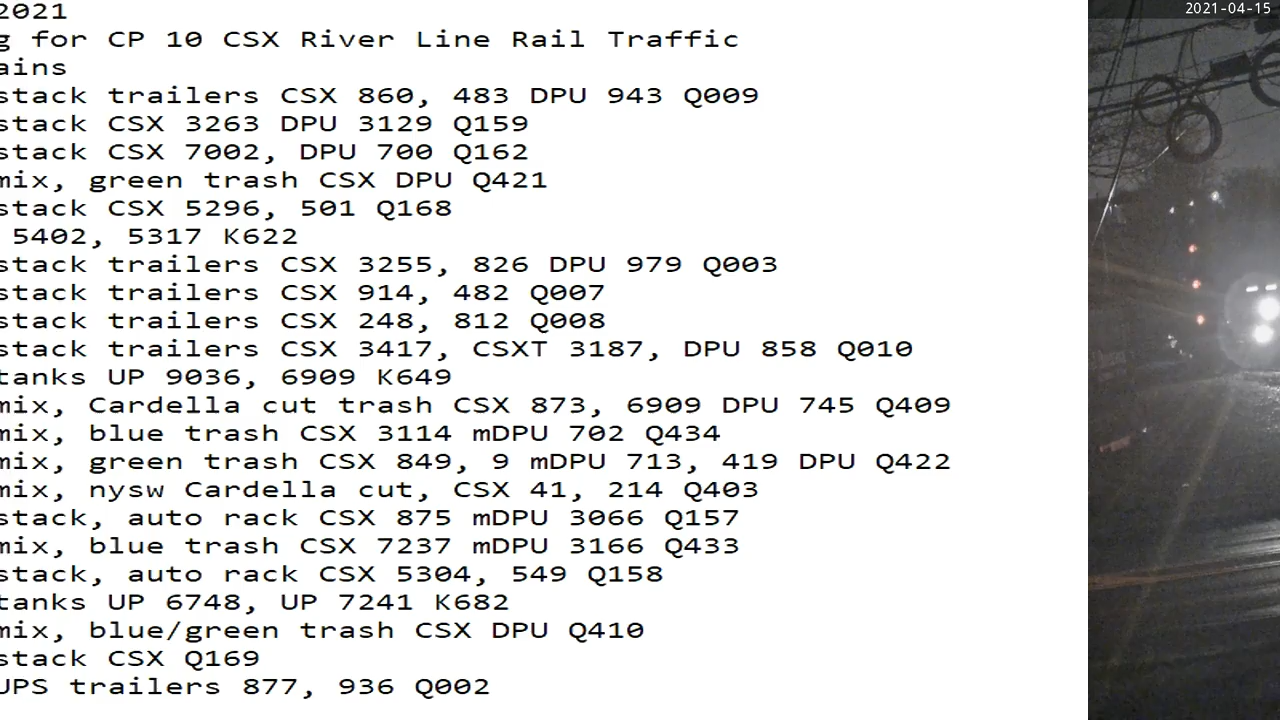 2021
g for CP 10 CSX River Line Rail Traffic
ains
stack trailers CSX 860, 483 DPU 943 Q009
stack CSX 3263 DPU 3129 Q159
stack CSX 7002, DPU 700 Q162
mix, green trash CSX DPU Q421
stack CSX 5296, 501 Q168
5402, 5317 K622
stack trailers CSX 3255, 826 DPU 979 Q003
stack trailers CSX 914, 482 Q007
stack trailers CSX 248, 812 Q008
stack trailers CSX 3417, CSXT 3187, DPU 858 Q010
tanks UP 9036, 6909 K649
mix, Cardella cut trash CSX 873, 6909 DPU 745 Q409
mix, blue trash CSX 3114 mDPU 702 Q434
mix, green trash CSX 849, 9 mDPU 713, 419 DPU Q422
mix, nysw Cardella cut, CSX 41, 214 Q403
stack, auto rack CSX 875 mDPU 3066 Q157
mix, blue trash CSX 7237 mDPU 3166 Q433
stack, auto rack CSX 5304, 549 Q158
tanks UP 6748, UP 7241 K682
mix, blue/green trash CSX DPU Q410
stack CSX Q169
UPS trailers 877, 936 Q002
2021-04-15